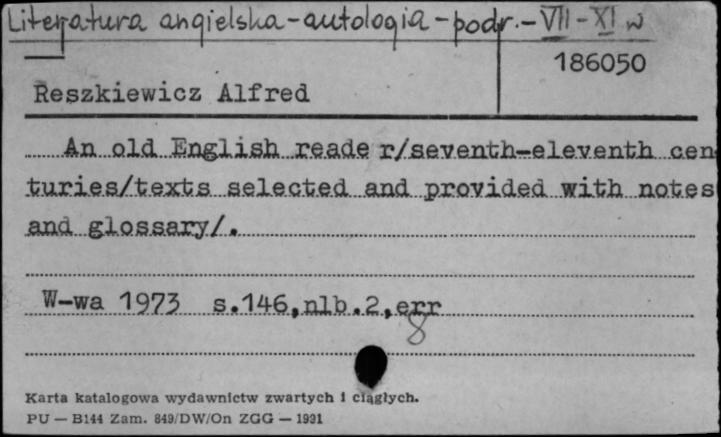 Literatura angielska-antologia-podr.-VII-XI w
186050
Reszkiewicz Alfred
An old English reade r/seventh-eleventh cen
turies/texts selected and provided with notes
and glossary/.
W-wa 1973 s.146,nlb.2,err
8
Karta katalogowa wydawnictw zwartych i ciągłych.
PU — B144 Zam. 849/DW/On ZGG — 1931